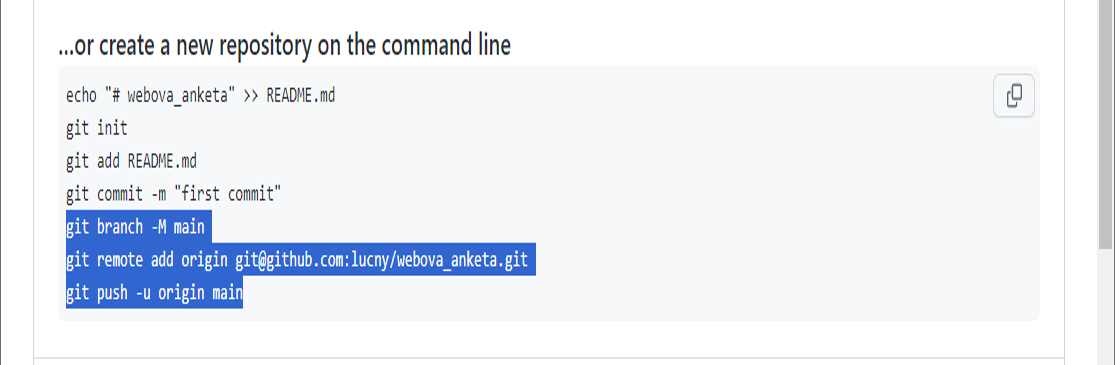 ...or create a new repository on the command line
echo "# webova_anketa" >> README.md
git init
git add README.md
git commit -m "first commit"
git branch -M main
git remote add origin git@github.com:lucny/webova_anketa.git
git push -u origin main